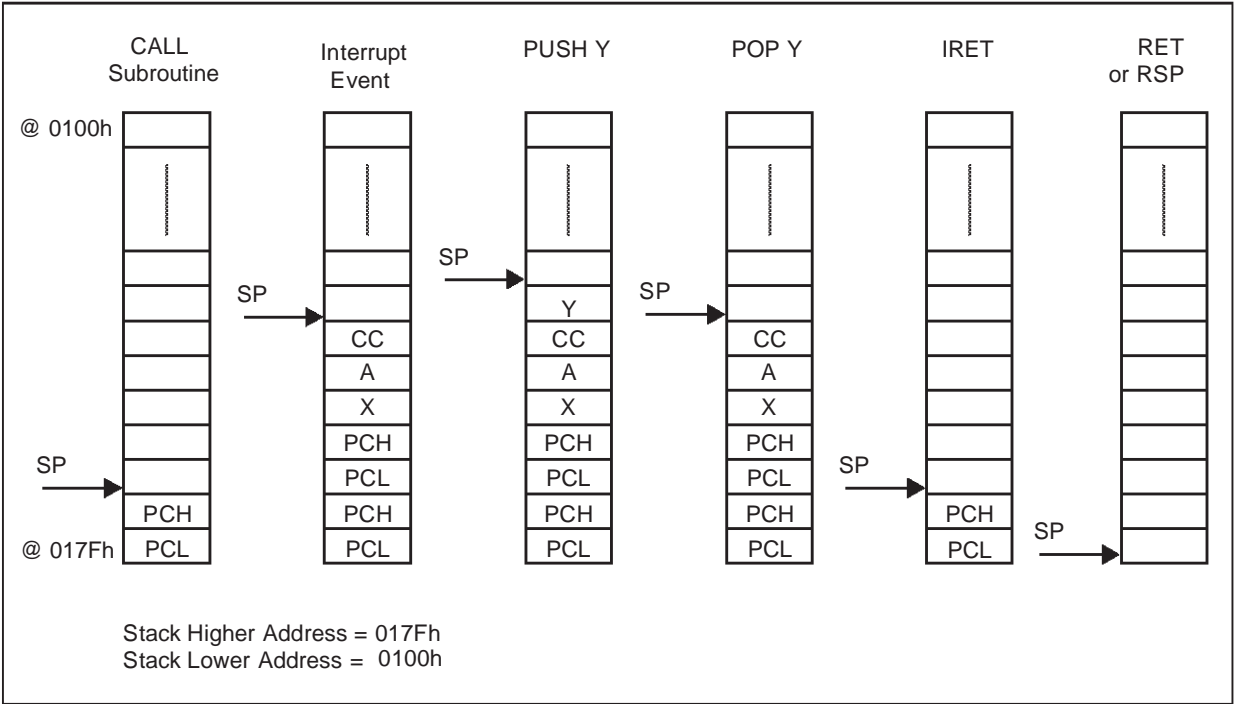 CALL
Subroutine
Interrupt
Event
PUSH Y
POP Y
IRET
RET
or RSP
@ 0100h
SP
SP
SP
Y
CC
CC
CC
A
A
A
X
X
X
PCH
PCH
PCH
SP
PCL
PCL
PCL
SP
PCH
PCH
PCH
PCH
PCH
@ 017Fh
PCL
PCL
PCL
PCL
PCL
SP
Stack Higher Address = 017Fh
Stack Lower Address = 0100h